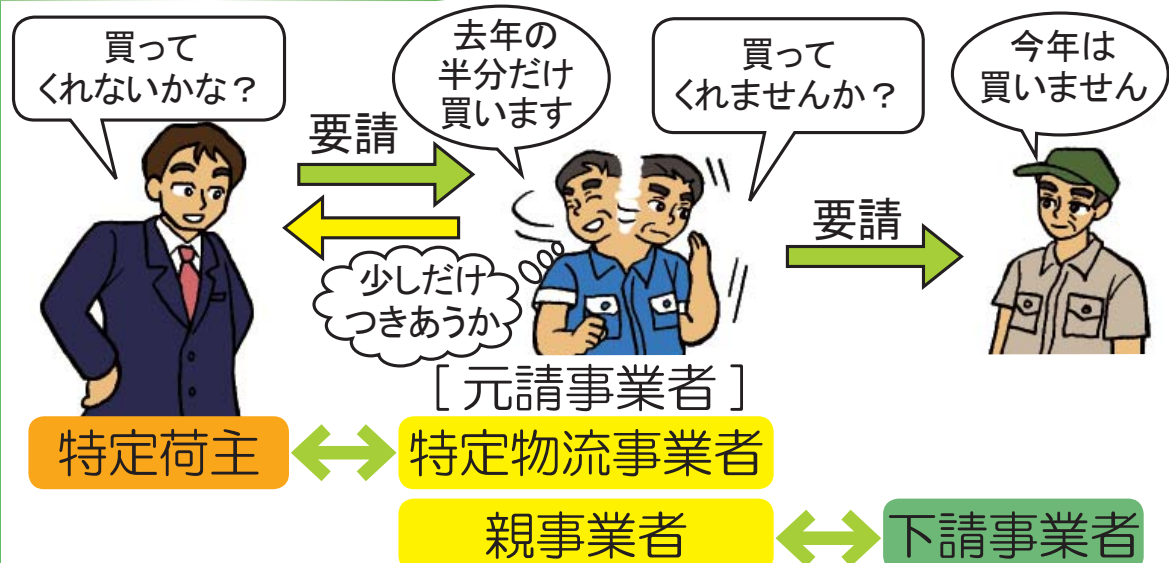 買って
くれないかな？
要請
去年の
半分だけ
買います
少しだけ
つきあうか
買って
くれませんか？
要請
今年は
買いません
［元請事業者］
特定荷主
特定物流事業者
親事業者
下請事業者